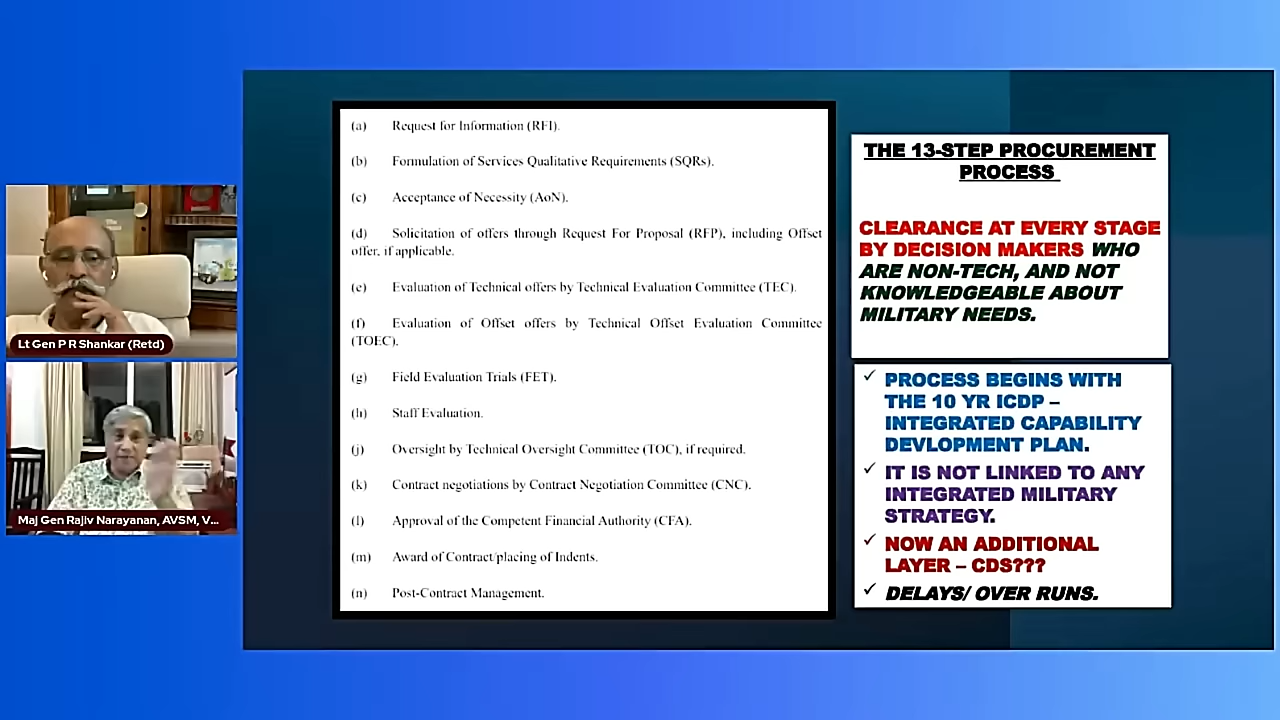 (a) Request for Information (RFI).
(b) Formulation of Services Qualitative Requirements (SQRs).
(c) Acceptance of Necessity (AoN).
(d) Solicitation of offers through Request For Proposal (RFP), including Offset
offer, if applicable.
(e) Evaluation of Technical offers by Technical Evaluation Committee (TEC).
(f) Evaluation of Offset offers by Technical Offset Evaluation Committee
(TOEC).
(g) Field Evaluation Trials (FET).
(h) Staff Evaluation.
(j) Oversight by Technical Oversight Committee (TOC), if required.
(k) Contract negotiations by Contract Negotiation Committee (CNC).
(l) Approval of the Competent Financial Authority (CFA).
(m) Award of Contract/placing of Indents.
(n) Post-Contract Management.
THE 13-STEP PROCUREMENT
PROCESS
CLEARANCE AT EVERY STAGE
BY DECISION MAKERS WHO
ARE NON-TECH, AND NOT
KNOWLEDGEABLE ABOUT
MILITARY NEEDS.
✓ PROCESS BEGINS WITH
THE 10 YR ICDP –
INTEGRATED CAPABILITY
DEVLOPMENT PLAN.
✓ IT IS NOT LINKED TO ANY
INTEGRATED MILITARY
STRATEGY.
✓ NOW AN ADDITIONAL
LAYER – CDS???
✓ DELAYS/ OVER RUNS.
Lt Gen P R Shankar (Retd)
Maj Gen Rajiv Narayanan, AVSM, V...